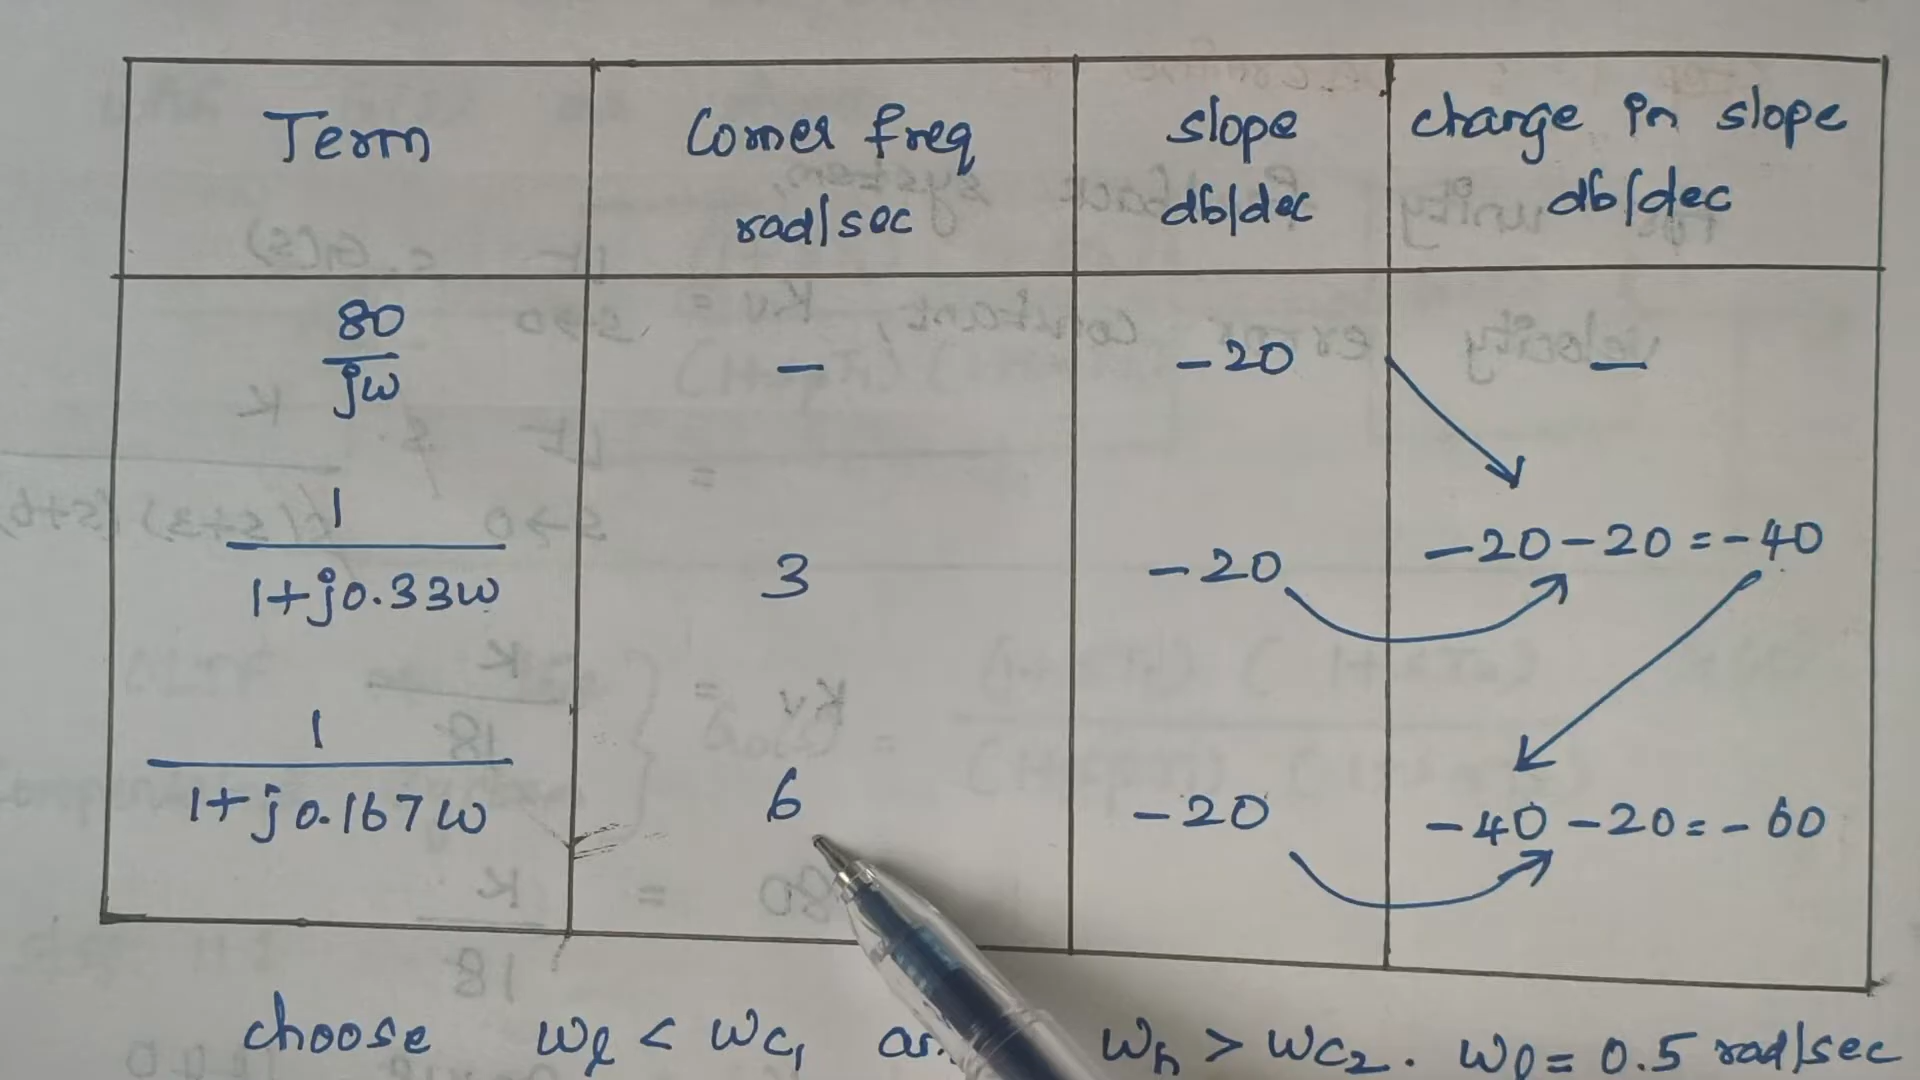 Term
Corner freq
rad/sec
slope
db/dec
change in slope
db/dec
80
jω
—
-20
—
1
1+j0.33ω
3
-20
-20-20=-40
1
1+j0.167ω
6
-20
-40-20=-60
choose ωl < ωc1 ωh > ωc2. ωl = 0.5 rad/sec